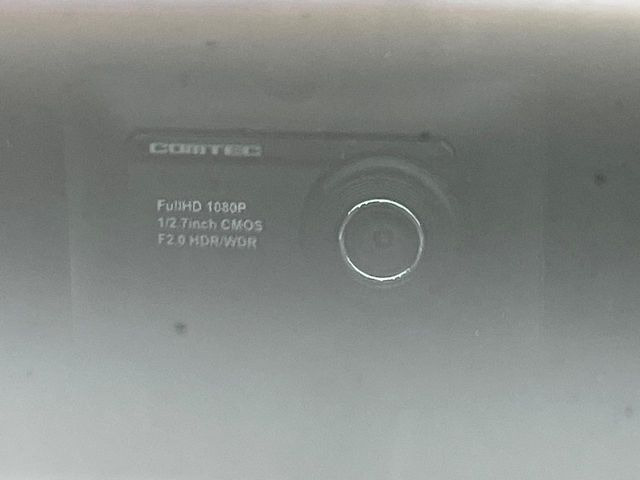 COMTEC
FullHD 1080P
1/2.7inch CMOS
F2.0 HDR/WDR